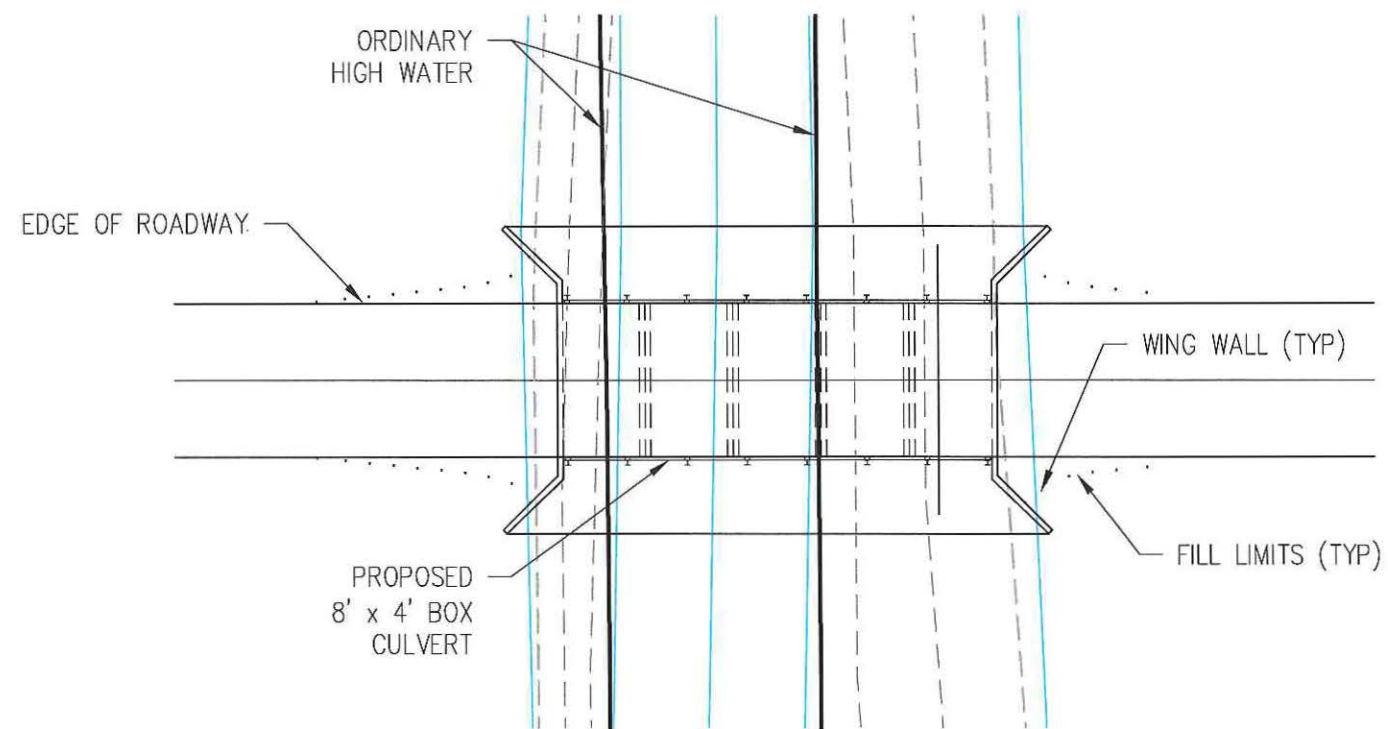 ORDINARY
HIGH WATER
EDGE OF ROADWAY
WING WALL (TYP)
FILL LIMITS (TYP)
PROPOSED
8' x 4' BOX
CULVERT